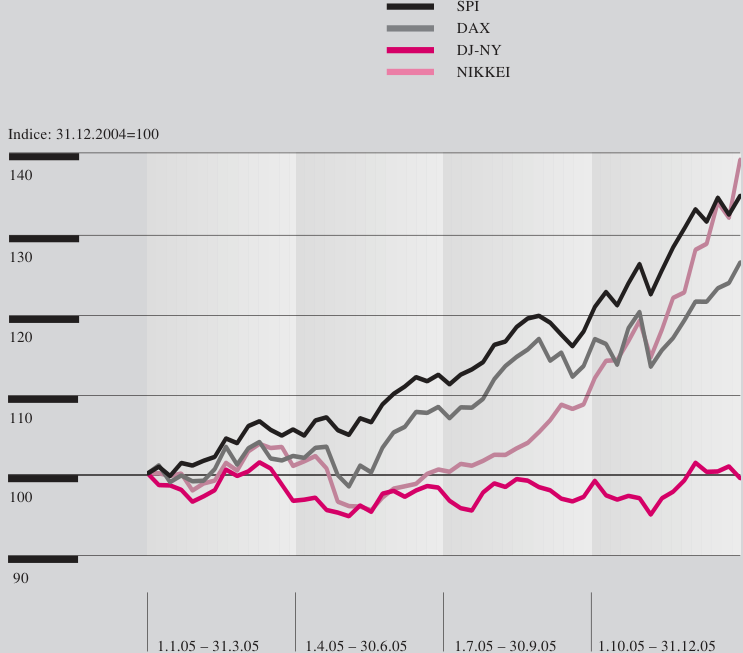 SPI
DAX
DJ-NY
NIKKEI
Indice: 31.12.2004=100
140
130
120
110
100
90
1.1.05 – 31.3.05
1.4.05 – 30.6.05
1.7.05 – 30.9.05
1.10.05 – 31.12.05